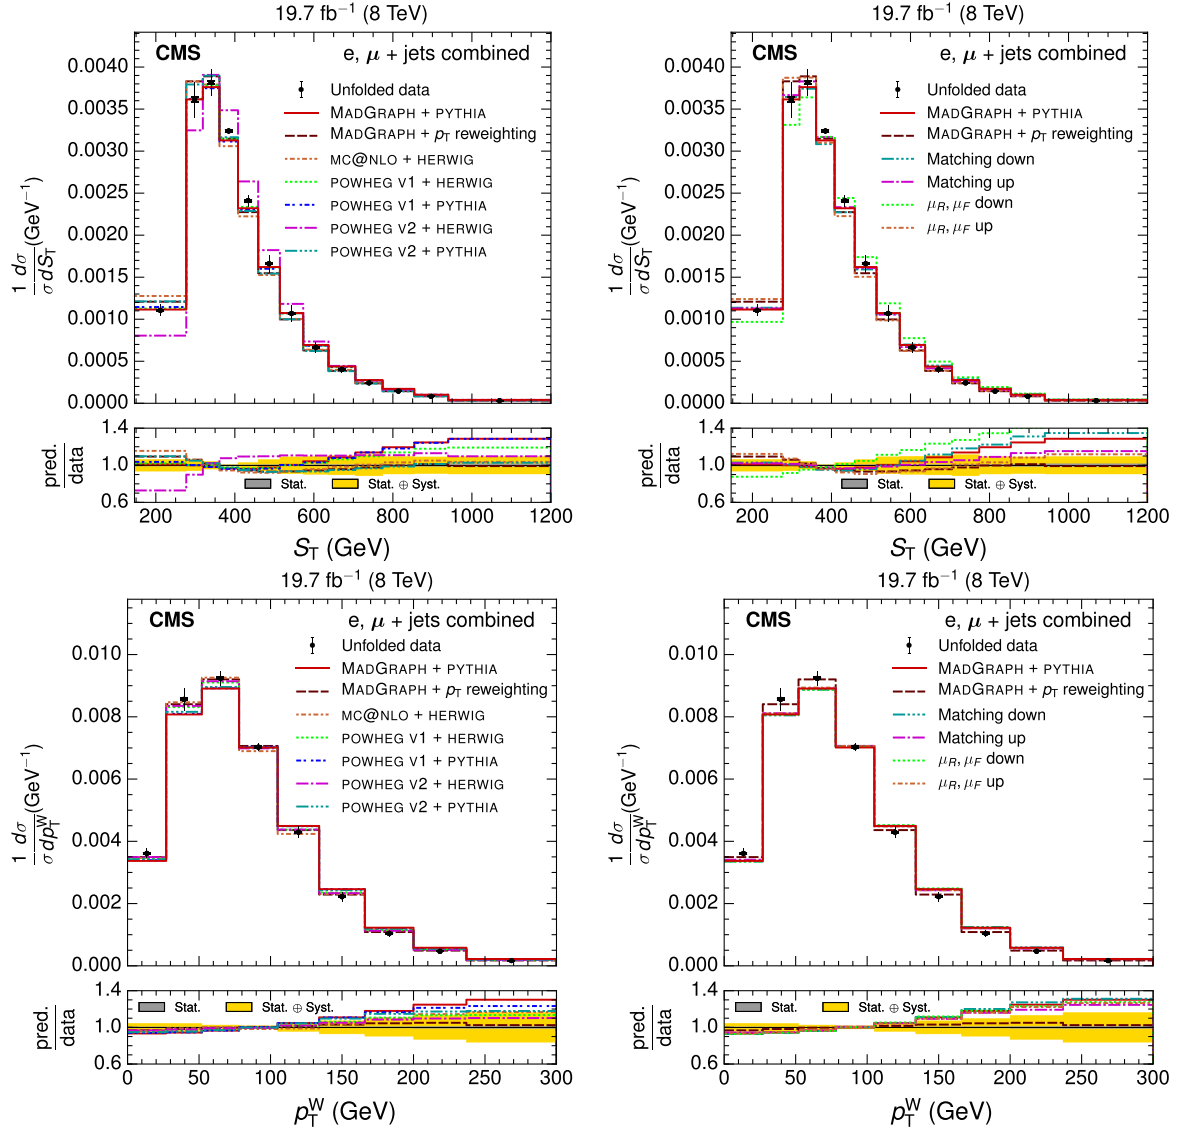 19.7 fb⁻¹ (8 TeV)
CMS
e, μ + jets combined
Unfolded data
MADGRAPH + PYTHIA
MADGRAPH + pT reweighting
MC@NLO + HERWIG
POWHEG V1 + HERWIG
POWHEG V1 + PYTHIA
POWHEG V2 + HERWIG
POWHEG V2 + PYTHIA
1/σ dσ/dST (GeV⁻¹)
0.0040
0.0035
0.0030
0.0025
0.0020
0.0015
0.0010
0.0005
0.0000
pred./data
1.4
1.0
0.6
Stat.
Stat. ⊕ Syst.
200 400 600 800 1000 1200
ST (GeV)
19.7 fb⁻¹ (8 TeV)
CMS
e, μ + jets combined
Unfolded data
MADGRAPH + PYTHIA
MADGRAPH + pT reweighting
Matching down
Matching up
μR, μF down
μR, μF up
1/σ dσ/dST (GeV⁻¹)
0.0040
0.0035
0.0030
0.0025
0.0020
0.0015
0.0010
0.0005
0.0000
pred./data
1.4
1.0
0.6
Stat.
Stat. ⊕ Syst.
200 400 600 800 1000 1200
ST (GeV)
19.7 fb⁻¹ (8 TeV)
CMS
e, μ + jets combined
Unfolded data
MADGRAPH + PYTHIA
MADGRAPH + pT reweighting
MC@NLO + HERWIG
POWHEG V1 + HERWIG
POWHEG V1 + PYTHIA
POWHEG V2 + HERWIG
POWHEG V2 + PYTHIA
1/σ dσ/dpTW (GeV⁻¹)
0.010
0.008
0.006
0.004
0.002
0.000
pred./data
1.4
1.0
0.6
Stat.
Stat. ⊕ Syst.
0 50 100 150 200 250 300
pTW (GeV)
19.7 fb⁻¹ (8 TeV)
CMS
e, μ + jets combined
Unfolded data
MADGRAPH + PYTHIA
MADGRAPH + pT reweighting
Matching down
Matching up
μR, μF down
μR, μF up
1/σ dσ/dpTW (GeV⁻¹)
0.010
0.008
0.006
0.004
0.002
0.000
pred./data
1.4
1.0
0.6
Stat.
Stat. ⊕ Syst.
0 50 100 150 200 250 300
pTW (GeV)